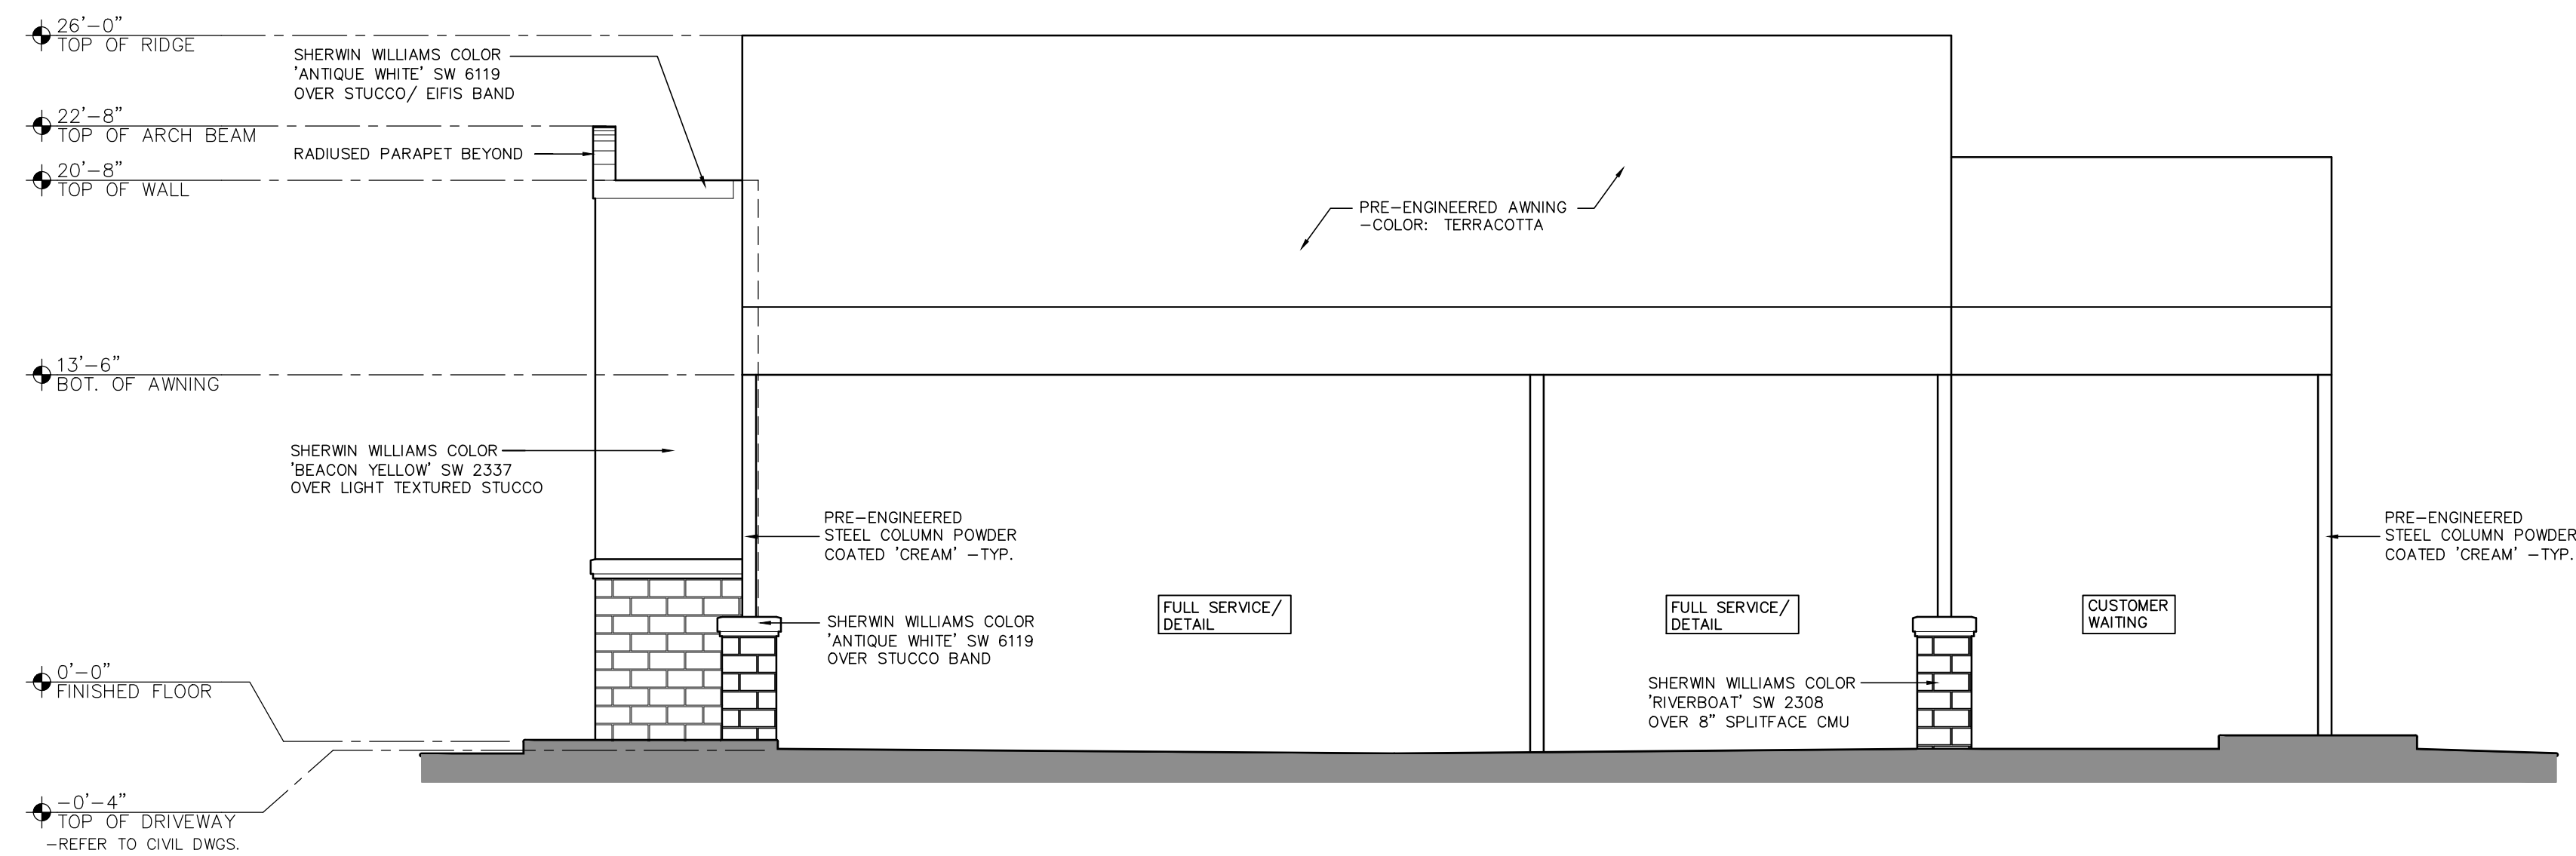 26'-0"
TOP OF RIDGE
SHERWIN WILLIAMS COLOR
'ANTIQUE WHITE' SW 6119
OVER STUCCO/ EIFIS BAND
22'-8"
TOP OF ARCH BEAM
RADIUSED PARAPET BEYOND
20'-8"
TOP OF WALL
PRE-ENGINEERED AWNING
-COLOR: TERRACOTTA
13'-6"
BOT. OF AWNING
SHERWIN WILLIAMS COLOR
'BEACON YELLOW' SW 2337
OVER LIGHT TEXTURED STUCCO
PRE-ENGINEERED
STEEL COLUMN POWDER
COATED 'CREAM' -TYP.
PRE-ENGINEERED
STEEL COLUMN POWDER
COATED 'CREAM' -TYP.
FULL SERVICE/
DETAIL
FULL SERVICE/
DETAIL
CUSTOMER
WAITING
SHERWIN WILLIAMS COLOR
'ANTIQUE WHITE' SW 6119
OVER STUCCO BAND
0'-0"
FINISHED FLOOR
SHERWIN WILLIAMS COLOR
'RIVERBOAT' SW 2308
OVER 8" SPLITFACE CMU
-0'-4"
TOP OF DRIVEWAY
-REFER TO CIVIL DWGS.